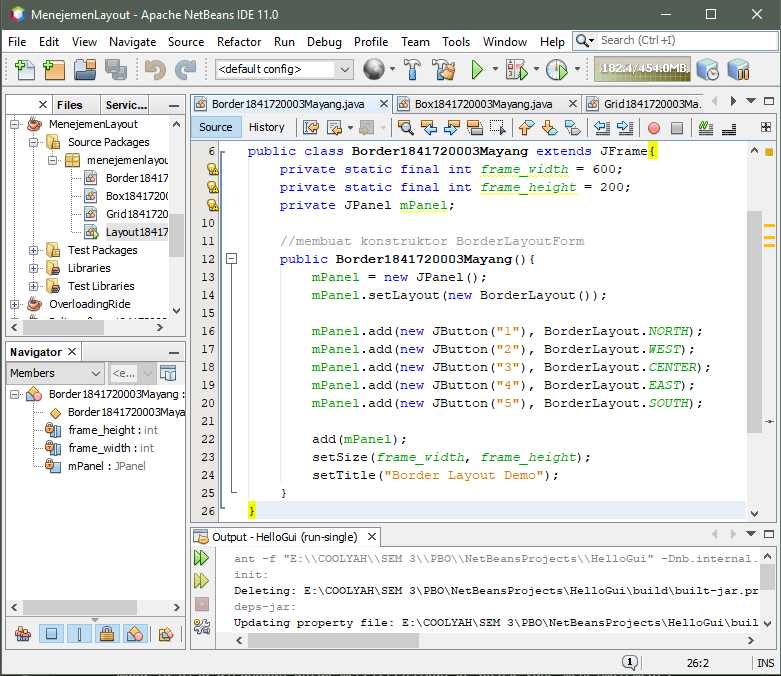 MenejemenLayout - Apache NetBeans IDE 11.0
File Edit View Navigate Source Refactor Run Debug Profile Team Tools Window Help Search (Ctrl+I)
<default config> 182.4/454.0MB
Files Servic...
MenejemenLayout
Source Packages
menejemenlayou
Border1841
Box1841720
Grid184172
Layout1841
Test Packages
Libraries
Test Libraries
OverloadingRide
Navigator
Members <e...
Border1841720003Mayang :
Border1841720003Maya
frame_height : int
frame_width : int
mPanel : JPanel
Border1841720003Mayang.java Box1841720003Mayang.java Grid1841720003Ma...
Source History
6 public class Border1841720003Mayang extends JFrame{
private static final int frame_width = 600;
private static final int frame_height = 200;
private JPanel mPanel;
10
11 //membuat konstruktor BorderLayoutForm
12 public Border1841720003Mayang(){
13 mPanel = new JPanel();
14 mPanel.setLayout(new BorderLayout());
15
16 mPanel.add(new JButton("1"), BorderLayout.NORTH);
17 mPanel.add(new JButton("2"), BorderLayout.WEST);
18 mPanel.add(new JButton("3"), BorderLayout.CENTER);
19 mPanel.add(new JButton("4"), BorderLayout.EAST);
20 mPanel.add(new JButton("5"), BorderLayout.SOUTH);
21
22 add(mPanel);
23 setSize(frame_width, frame_height);
24 setTitle("Border Layout Demo");
25 }
26 }
Output - HelloGui (run-single)
ant -f "E:\\COOLYAH\\SEM 3\\PBO\\NetBeansProjects\\HelloGui" -Dnb.internal.
init:
Deleting: E:\COOLYAH\SEM 3\PBO\NetBeansProjects\HelloGui\build\built-jar.pr
deps-jar:
Updating property file: E:\COOLYAH\SEM 3\PBO\NetBeansProjects\HelloGui\buil
1 26:2 INS